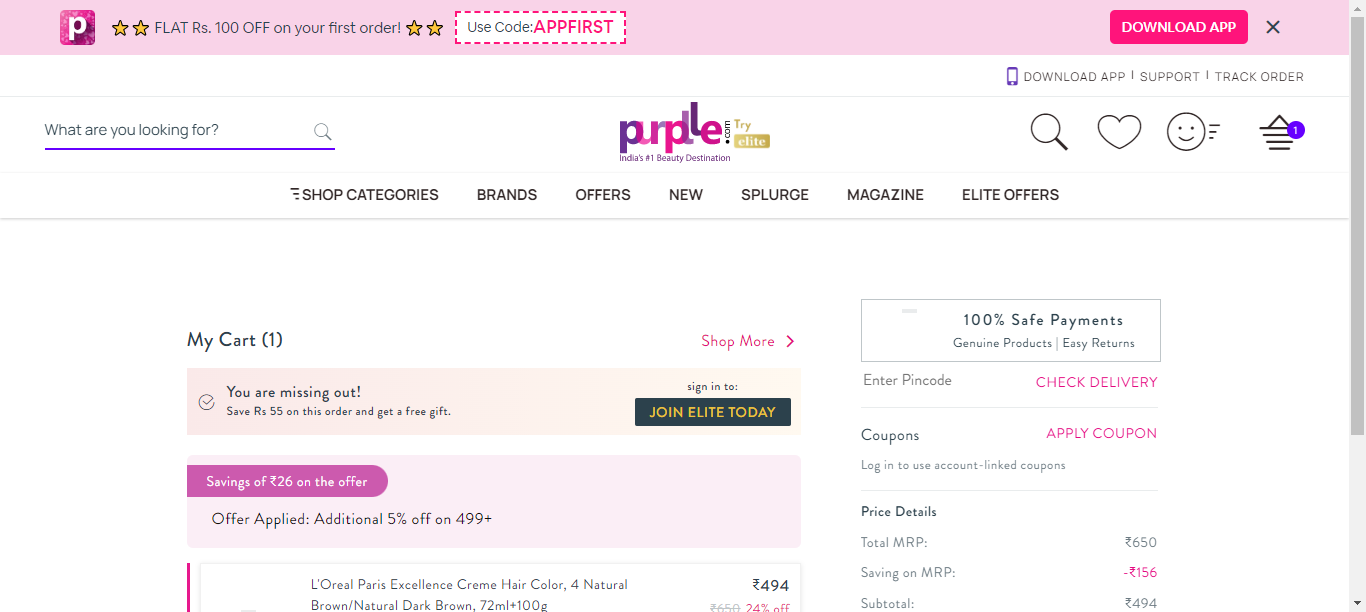 p ⭐⭐ FLAT Rs. 100 OFF on your first order! ⭐⭐ Use Code:APPFIRST DOWNLOAD APP
DOWNLOAD APP | SUPPORT | TRACK ORDER
What are you looking for?
purplle.com Try elite
India's #1 Beauty Destination
1
SHOP CATEGORIES BRANDS OFFERS NEW SPLURGE MAGAZINE ELITE OFFERS
My Cart (1) Shop More
You are missing out!
Save Rs 55 on this order and get a free gift.
sign in to:
JOIN ELITE TODAY
Savings of ₹26 on the offer
Offer Applied: Additional 5% off on 499+
L'Oreal Paris Excellence Creme Hair Color, 4 Natural ₹494
Brown/Natural Dark Brown, 72ml+100g ₹650 24% off
100% Safe Payments
Genuine Products | Easy Returns
Enter Pincode CHECK DELIVERY
Coupons APPLY COUPON
Log in to use account-linked coupons
Price Details
Total MRP: ₹650
Saving on MRP: -₹156
Subtotal: ₹494